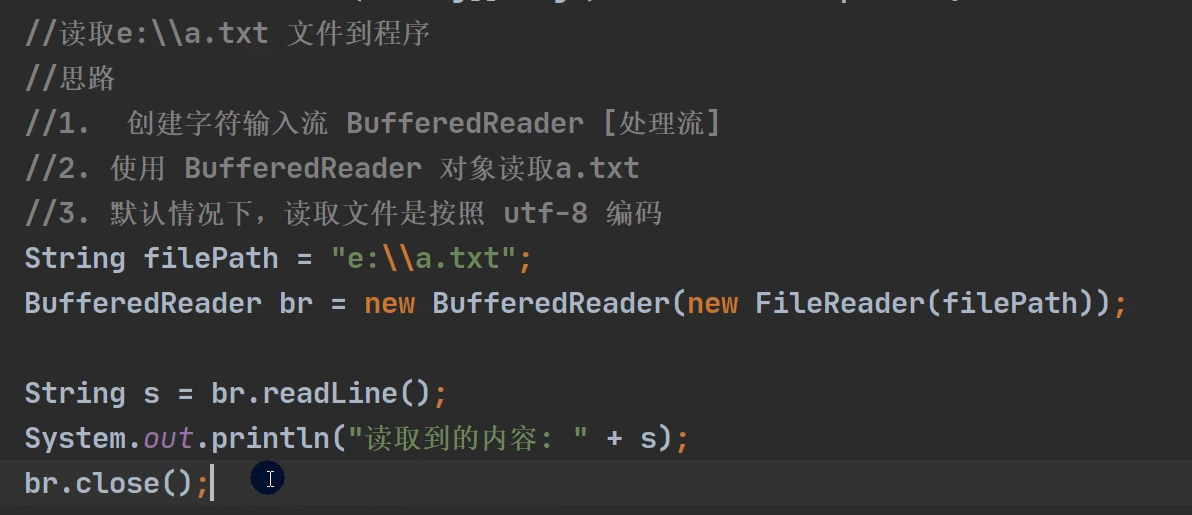 //读取e:\\a.txt 文件到程序
//思路
//1.  创建字符输入流 BufferedReader [处理流]
//2. 使用 BufferedReader 对象读取a.txt
//3. 默认情况下，读取文件是按照 utf-8 编码
String filePath = "e:\\a.txt";
BufferedReader br = new BufferedReader(new FileReader(filePath));
String s = br.readLine();
System.out.println("读取到的内容: " + s);
br.close();